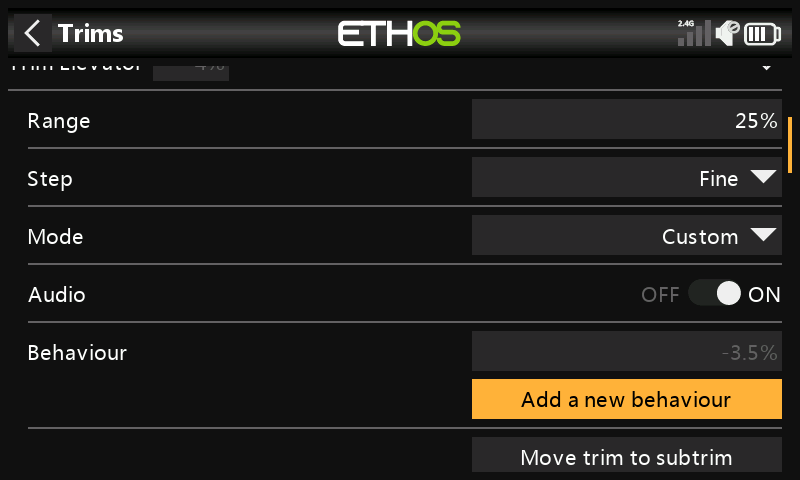 Trims
ETHOS
2.4G
Trim Elevator
-4%
Range
25%
Step
Fine
Mode
Custom
Audio
OFF ON
Behaviour
-3.5%
Add a new behaviour
Move trim to subtrim